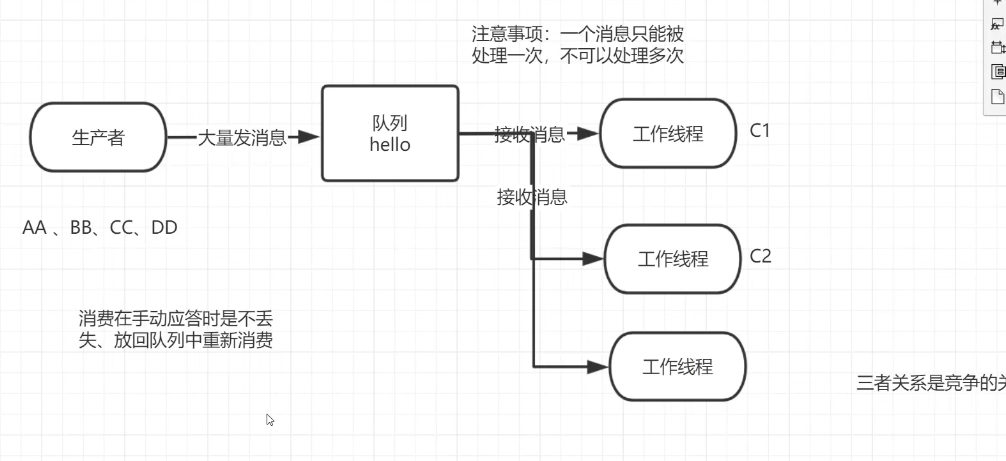 注意事项：一个消息只能被
处理一次，不可以处理多次
生产者
大量发消息
队列
hello
接收消息
工作线程
C1
接收消息
AA 、BB、CC、DD
工作线程
C2
消费在手动应答时是不丢
失、放回队列中重新消费
工作线程
三者关系是竞争的关